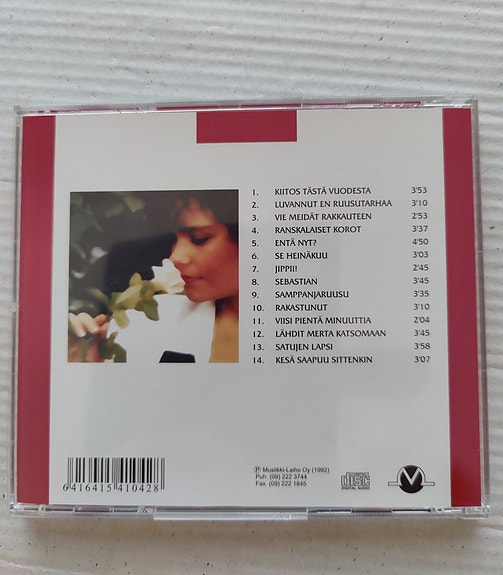 1. KIITOS TÄSTÄ VUODESTA 3'53
2. LUVANNUT EN RUUSUTARHAA 3'10
3. VIE MEIDÄT RAKKAUTEEN 2'53
4. RANSKALAISET KOROT 3'37
5. ENTÄ NYT? 4'50
6. SE HEINÄKUU 3'03
7. JIPPII! 2'45
8. SEBASTIAN 3'45
9. SAMPPANJARUUSU 3'35
10. RAKASTUNUT 3'10
11. VIISI PIENTÄ MINUUTTIA 2'04
12. LÄHDIT MERTA KATSOMAAN 3'45
13. SATUJEN LAPSI 3'58
14. KESÄ SAAPUU SITTENKIN 3'07
6 416415 410428
Ⓟ Musiikki-Laiho Oy (1992)
Puh. (09) 222 3744
Fax. (09) 222 1845
COMPACT
disc
DIGITAL AUDIO